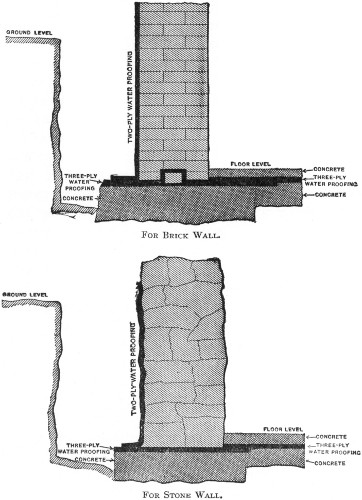 GROUND LEVEL
TWO-PLY WATER PROOFING
FLOOR LEVEL
THREE-PLY
WATER
PROOFING
CONCRETE
CONCRETE
THREE-PLY
WATER PROOFING
CONCRETE
FOR BRICK WALL.
GROUND LEVEL
TWO-PLY WATER PROOFING
FLOOR LEVEL
THREE-PLY
WATER PROOFING
CONCRETE
CONCRETE
THREE-PLY
WATER PROOFING
CONCRETE
FOR STONE WALL.